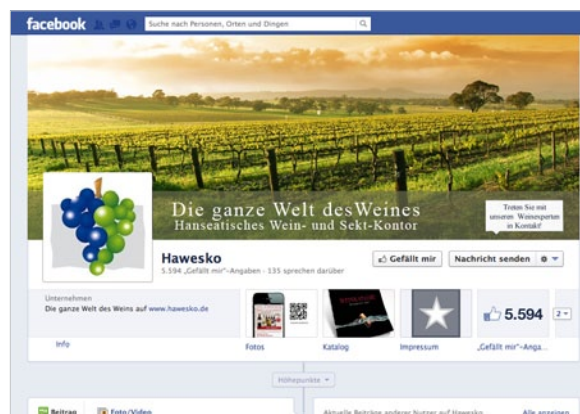 facebook
Suche nach Personen, Orten und Dingen
Die ganze Welt desWeines
Hanseatisches Wein- und Sekt-Kontor
Treten Sie mit
unseren Weinexperten
in Kontakt!
Hawesko
5.594 „Gefällt mir“-Angaben · 135 sprechen darüber
Gefällt mir
Nachricht senden
Unternehmen
Die ganze Welt des Weins auf www.hawesko.de
Info
5.594
2
Fotos
Katalog
Impressum
„Gefällt mir“-Anga...
Höhepunkte
Beitrag
Foto/Video
Aktuelle Beiträge anderer Nutzer auf Hawesko
Alle anzeigen